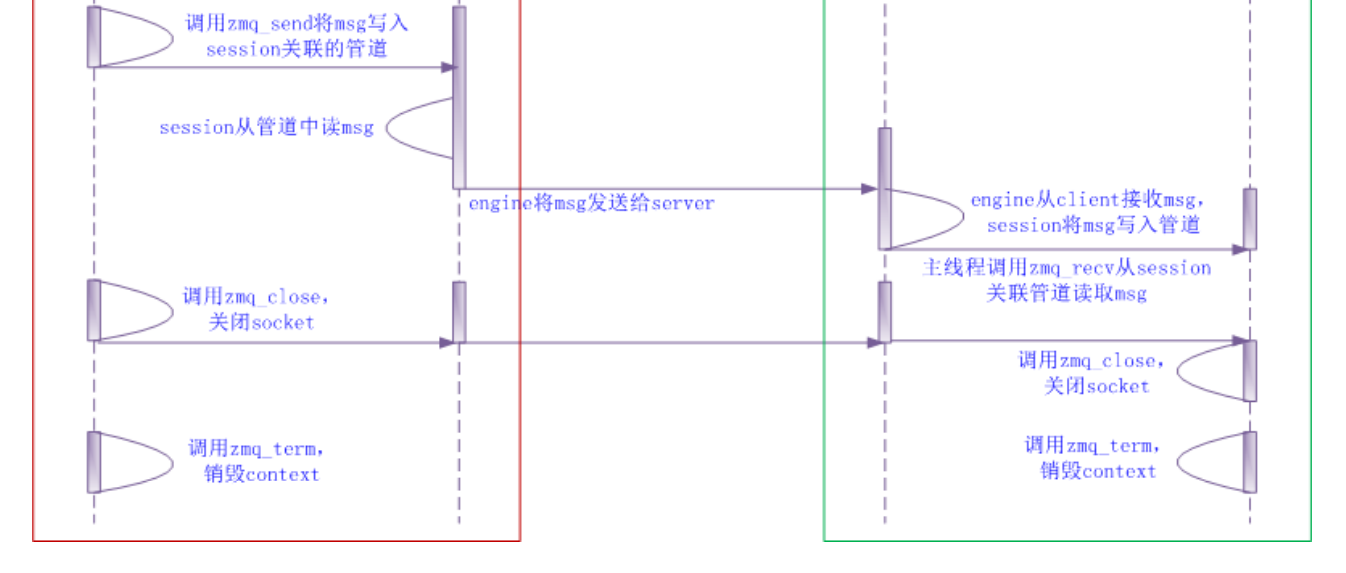 调用zmq_send将msg写入
session关联的管道
session从管道中读msg
engine将msg发送给server
engine从client接收msg，
session将msg写入管道
主线程调用zmq_recv从session
关联管道读取msg
调用zmq_close，
关闭socket
调用zmq_close，
关闭socket
调用zmq_term，
销毁context
调用zmq_term，
销毁context